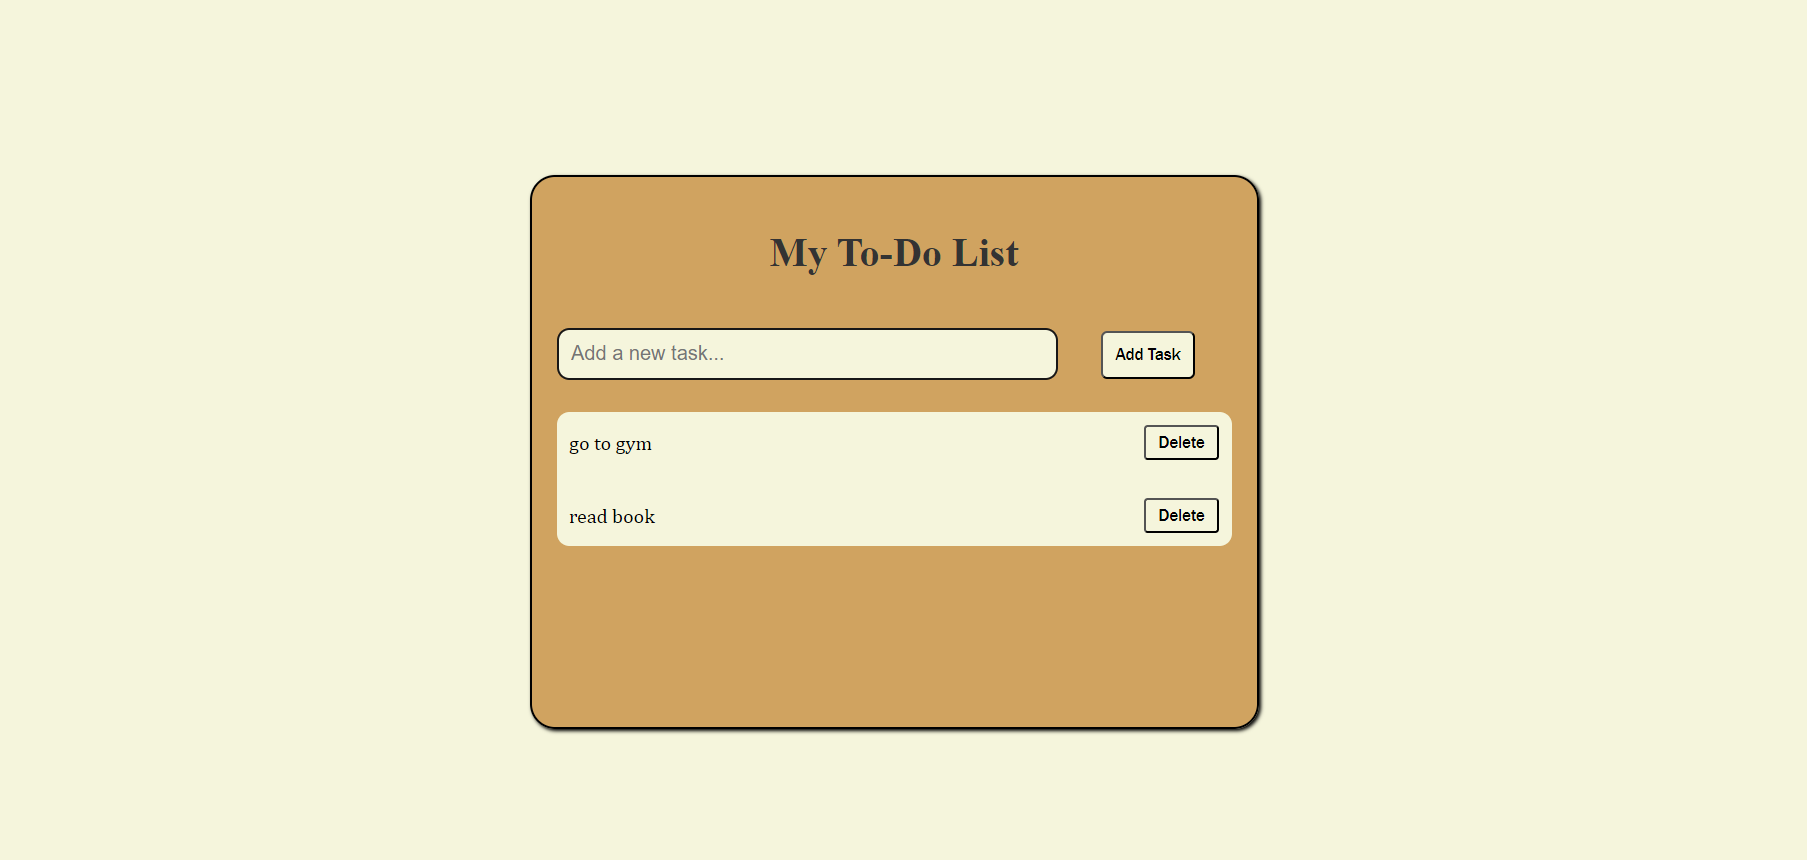 My To-Do List
Add a new task...
Add Task
go to gym
Delete
read book
Delete